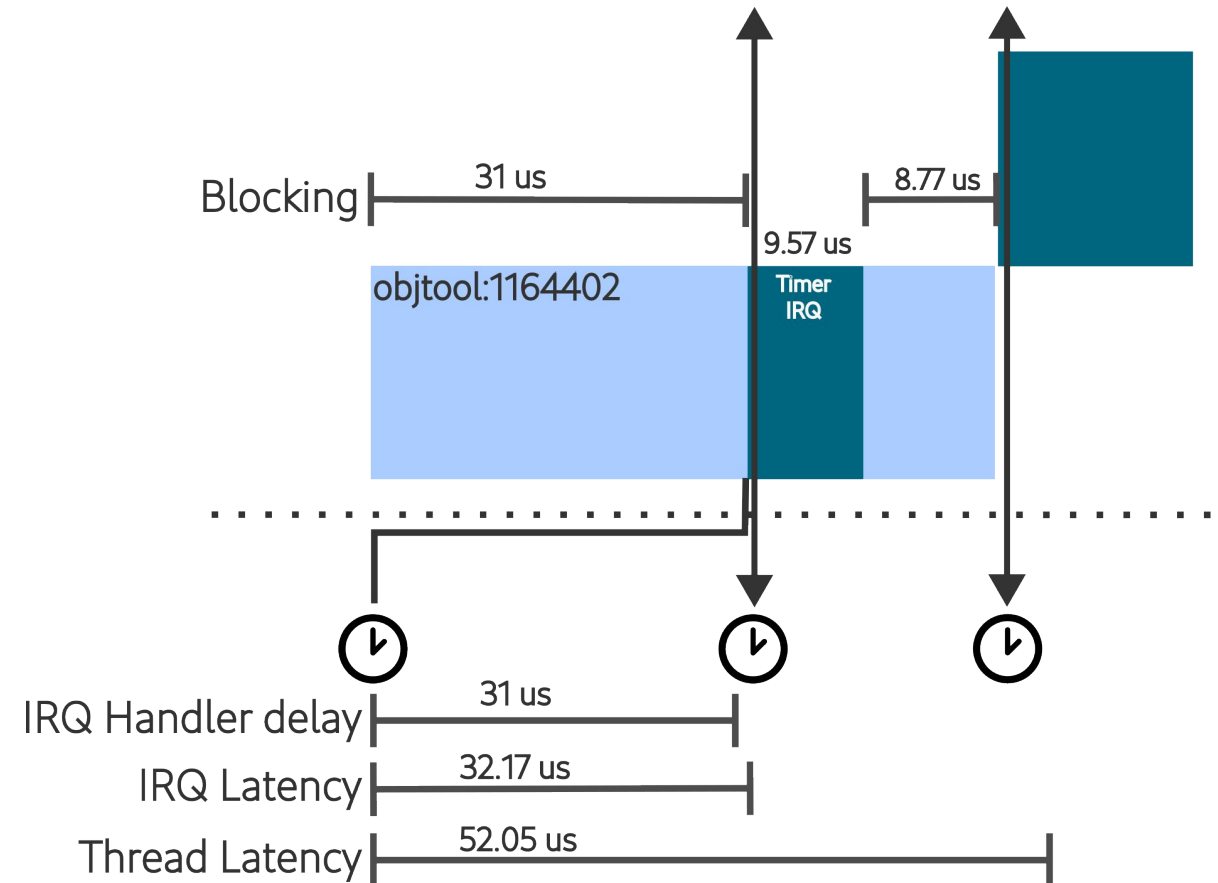 31 us
8.77 us
Blocking
9.57 us
objtool:1164402
Timer
IRQ
31 us
IRQ Handler delay
32.17 us
IRQ Latency
52.05 us
Thread Latency